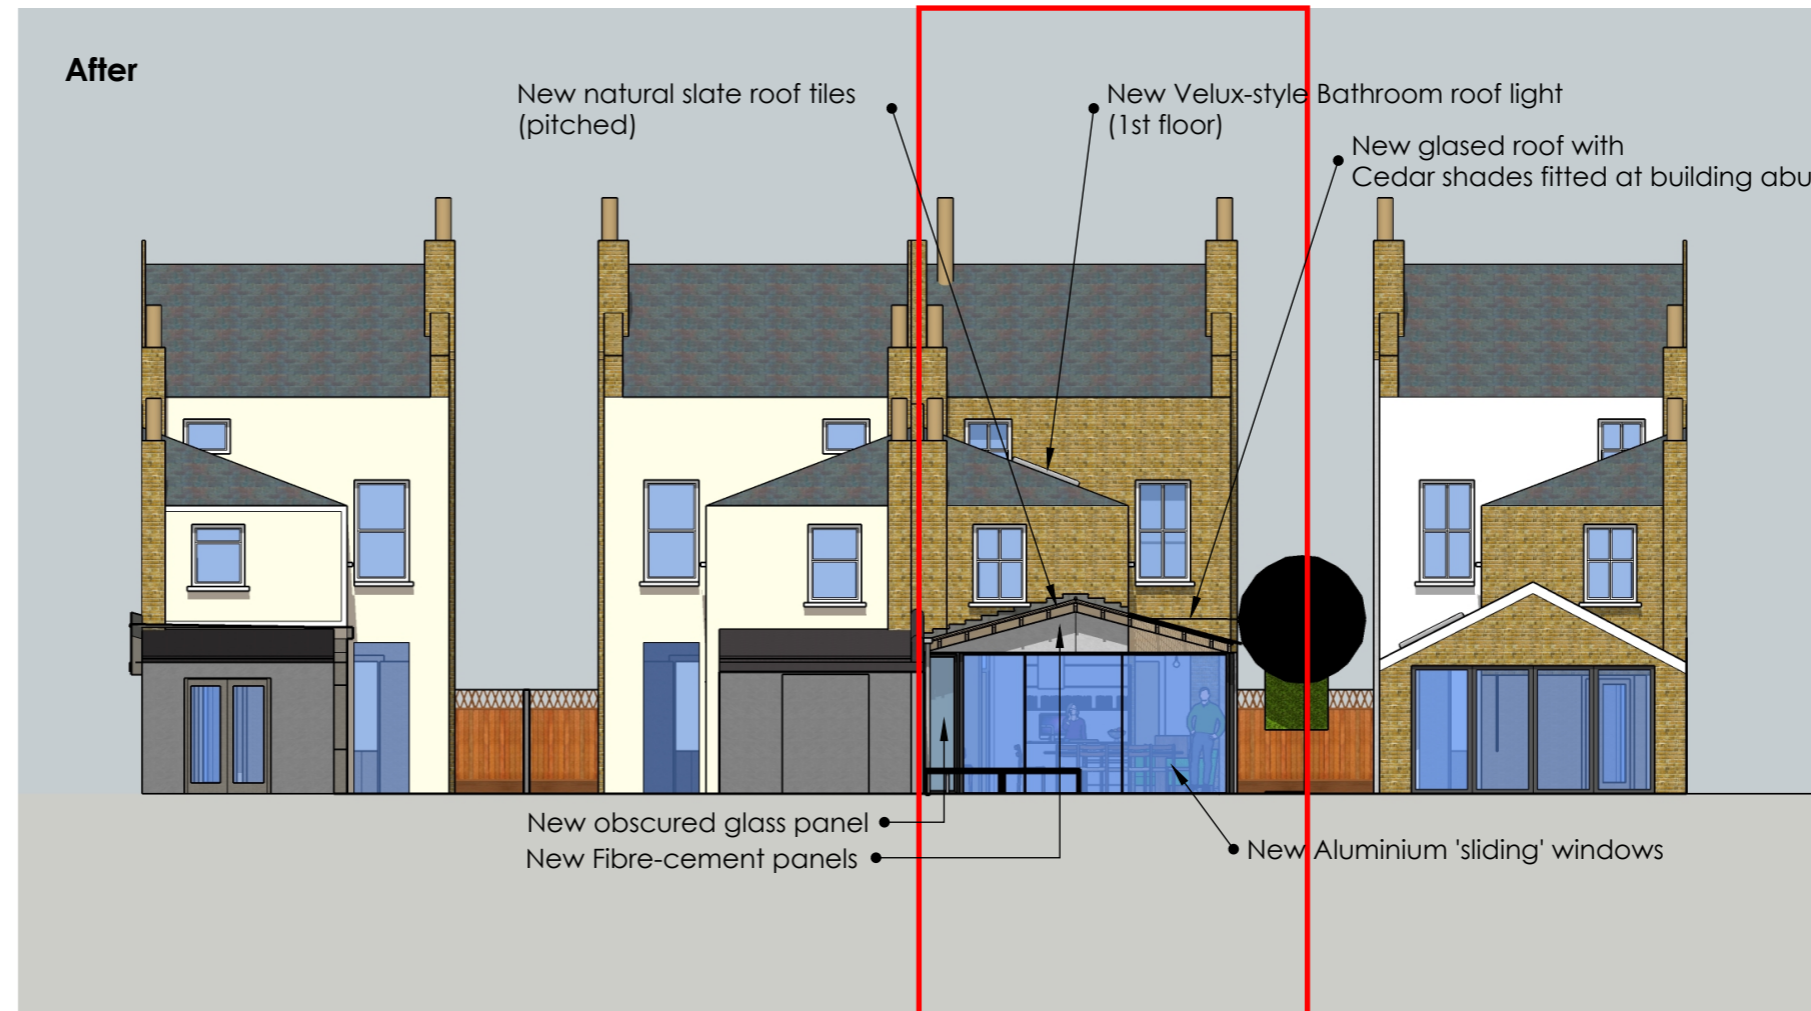 After
New natural slate roof tiles
(pitched)
New Velux-style Bathroom roof light
(1st floor)
New glased roof with
Cedar shades fitted at building abu
New obscured glass panel
New Fibre-cement panels
New Aluminium 'sliding' windows